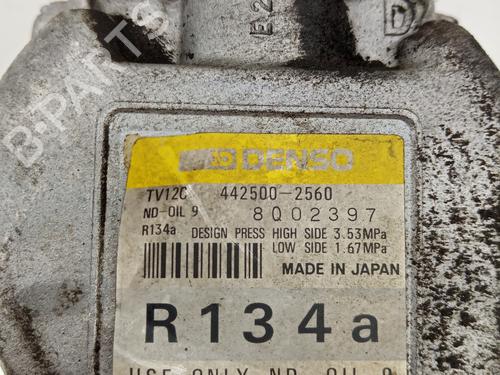 E2
D
B-PARTS
DENSO
TV12C 442500-2560
ND-OIL 9 8Q02397
R134a DESIGN PRESS HIGH SIDE 3.53MPa
LOW SIDE 1.67MPa
MADE IN JAPAN
R134a
USE ONLY ND-OIL 9